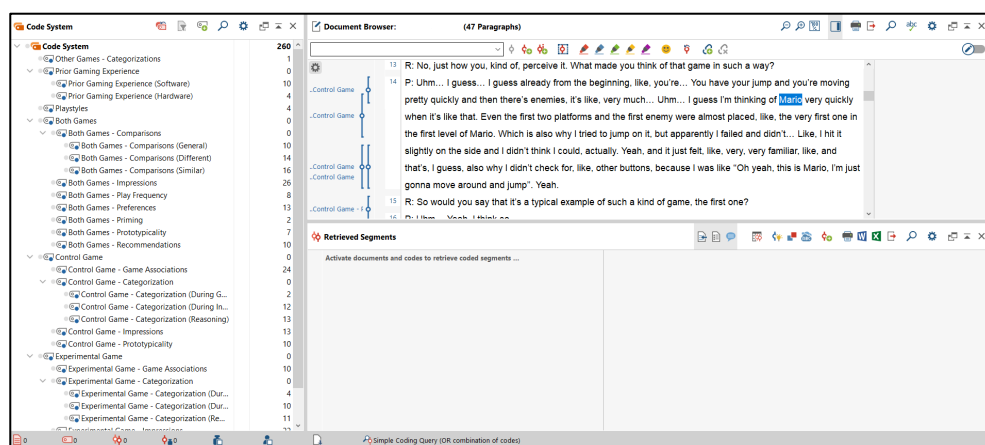 Code System
Code System 260
Other Games - Categorizations 1
Prior Gaming Experience 0
Prior Gaming Experience (Software) 10
Prior Gaming Experience (Hardware) 4
Playstyles 4
Both Games 0
Both Games - Comparisons 0
Both Games - Comparisons (General) 10
Both Games - Comparisons (Different) 14
Both Games - Comparisons (Similar) 16
Both Games - Impressions 26
Both Games - Play Frequency 8
Both Games - Preferences 13
Both Games - Priming 2
Both Games - Prototypicality 7
Both Games - Recommendations 10
Control Game 0
Control Game - Game Associations 24
Control Game - Categorization 0
Control Game - Categorization (During G... 2
Control Game - Categorization (During In... 12
Control Game - Categorization (Reasoning) 13
Control Game - Impressions 13
Control Game - Prototypicality 10
Experimental Game 0
Experimental Game - Game Associations 10
Experimental Game - Categorization 0
Experimental Game - Categorization (Dur... 4
Experimental Game - Categorization (Dur... 10
Experimental Game - Categorization (Re... 11
Experimental Game - Impressions 22
Document Browser: (47 Paragraphs)
abc
13 R: No, just how you, kind of, perceive it. What made you think of that game in such a way?
14 P: Uhm… I guess… I guess already from the beginning, like, you're… You have your jump and you're moving
pretty quickly and then there's enemies, it's like, very much… Uhm… I guess I'm thinking of Mario very quickly
when it's like that. Even the first two platforms and the first enemy were almost placed, like, the very first one in
the first level of Mario. Which is also why I tried to jump on it, but apparently I failed and didn't… Like, I hit it
slightly on the side and I didn't think I could, actually. Yeah, and it just felt, like, very, very familiar, like, and
that's, I guess, also why I didn't check for, like, other buttons, because I was like “Oh yeah, this is Mario, I'm just
gonna move around and jump”. Yeah.
15 R: So would you say that it's a typical example of such a kind of game, the first one?
16 P: Uhm… Yeah, I think so.
..Control Game
..Control Game
..Control Game
..Control Game
..Control Game - F
Retrieved Segments
W X
Activate documents and codes to retrieve coded segments ...
0 0 0 0
Simple Coding Query (OR combination of codes)